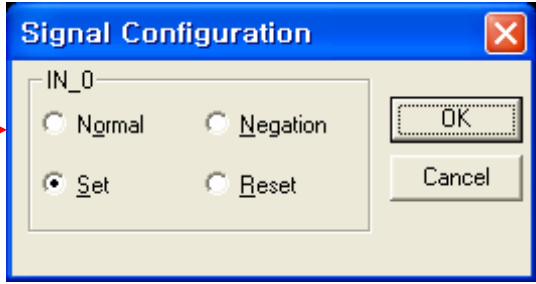 Signal Configuration
IN_0
Normal
Negation
OK
Set
Reset
Cancel